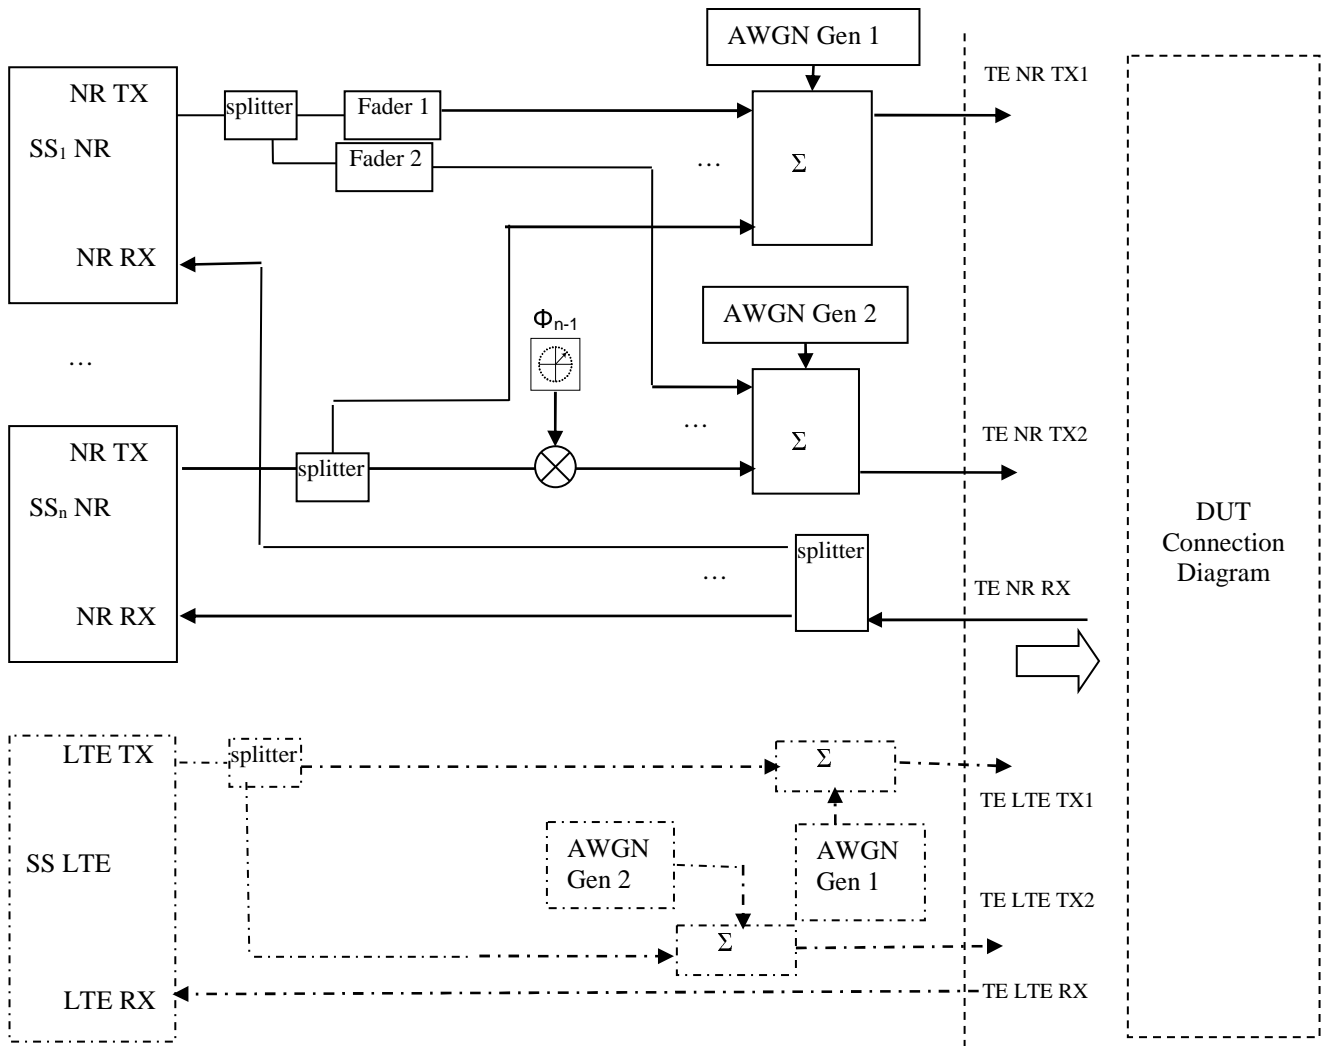 AWGN Gen 1
TE NR TX1
NR TX
splitter
Fader 1
SS₁ NR
Fader 2
...
Σ
NR RX
AWGN Gen 2
Φn-1
...
...
Σ
TE NR TX2
NR TX
splitter
SSn NR
DUT
Connection
Diagram
splitter
...
TE NR RX
NR RX
LTE TX
splitter
Σ
TE LTE TX1
SS LTE
AWGN
Gen 2
AWGN
Gen 1
TE LTE TX2
Σ
LTE RX
TE LTE RX